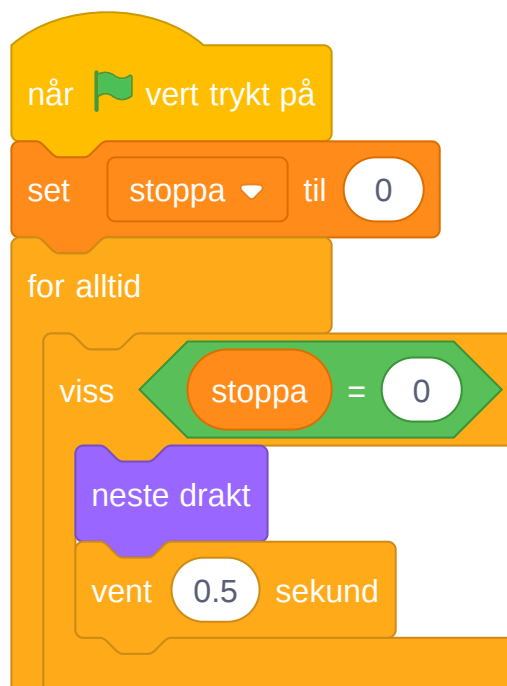 når vert trykt på
set stoppa til 0
for alltid
viss stoppa = 0
neste drakt
vent 0.5 sekund